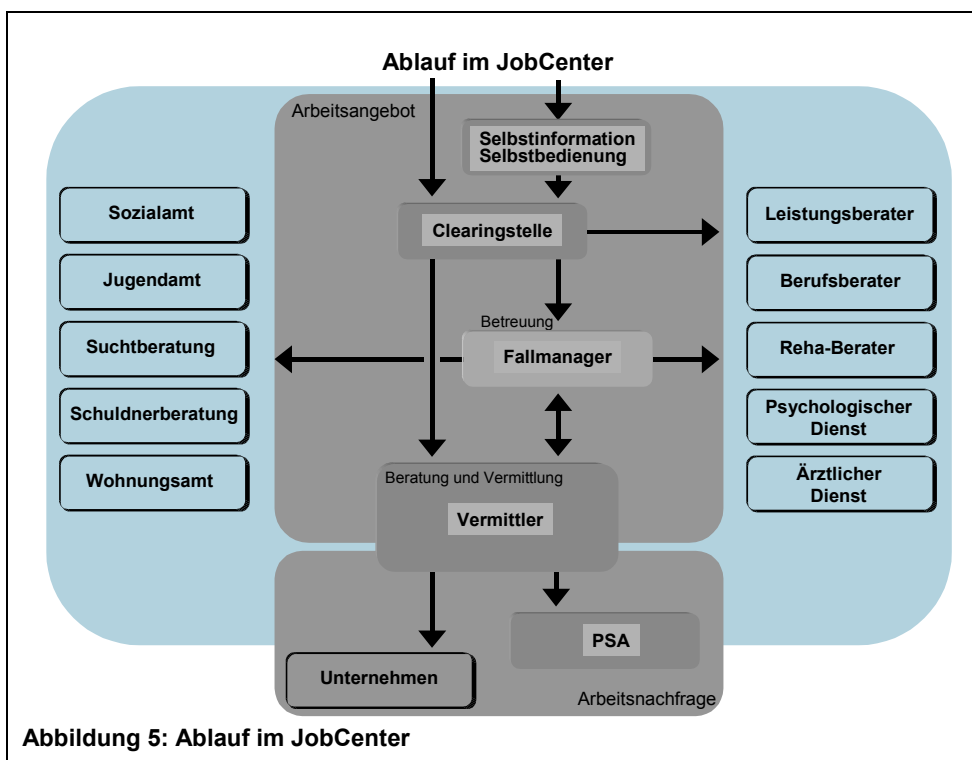 Ablauf im JobCenter
Arbeitsangebot
Selbstinformation
Selbstbedienung
Sozialamt
Jugendamt
Suchtberatung
Schuldnerberatung
Wohnungsamt
Clearingstelle
Betreuung
Fallmanager
Beratung und Vermittlung
Vermittler
Leistungsberater
Berufsberater
Reha-Berater
Psychologischer
Dienst
Ärztlicher
Dienst
PSA
Unternehmen
Arbeitsnachfrage
Abbildung 5: Ablauf im JobCenter